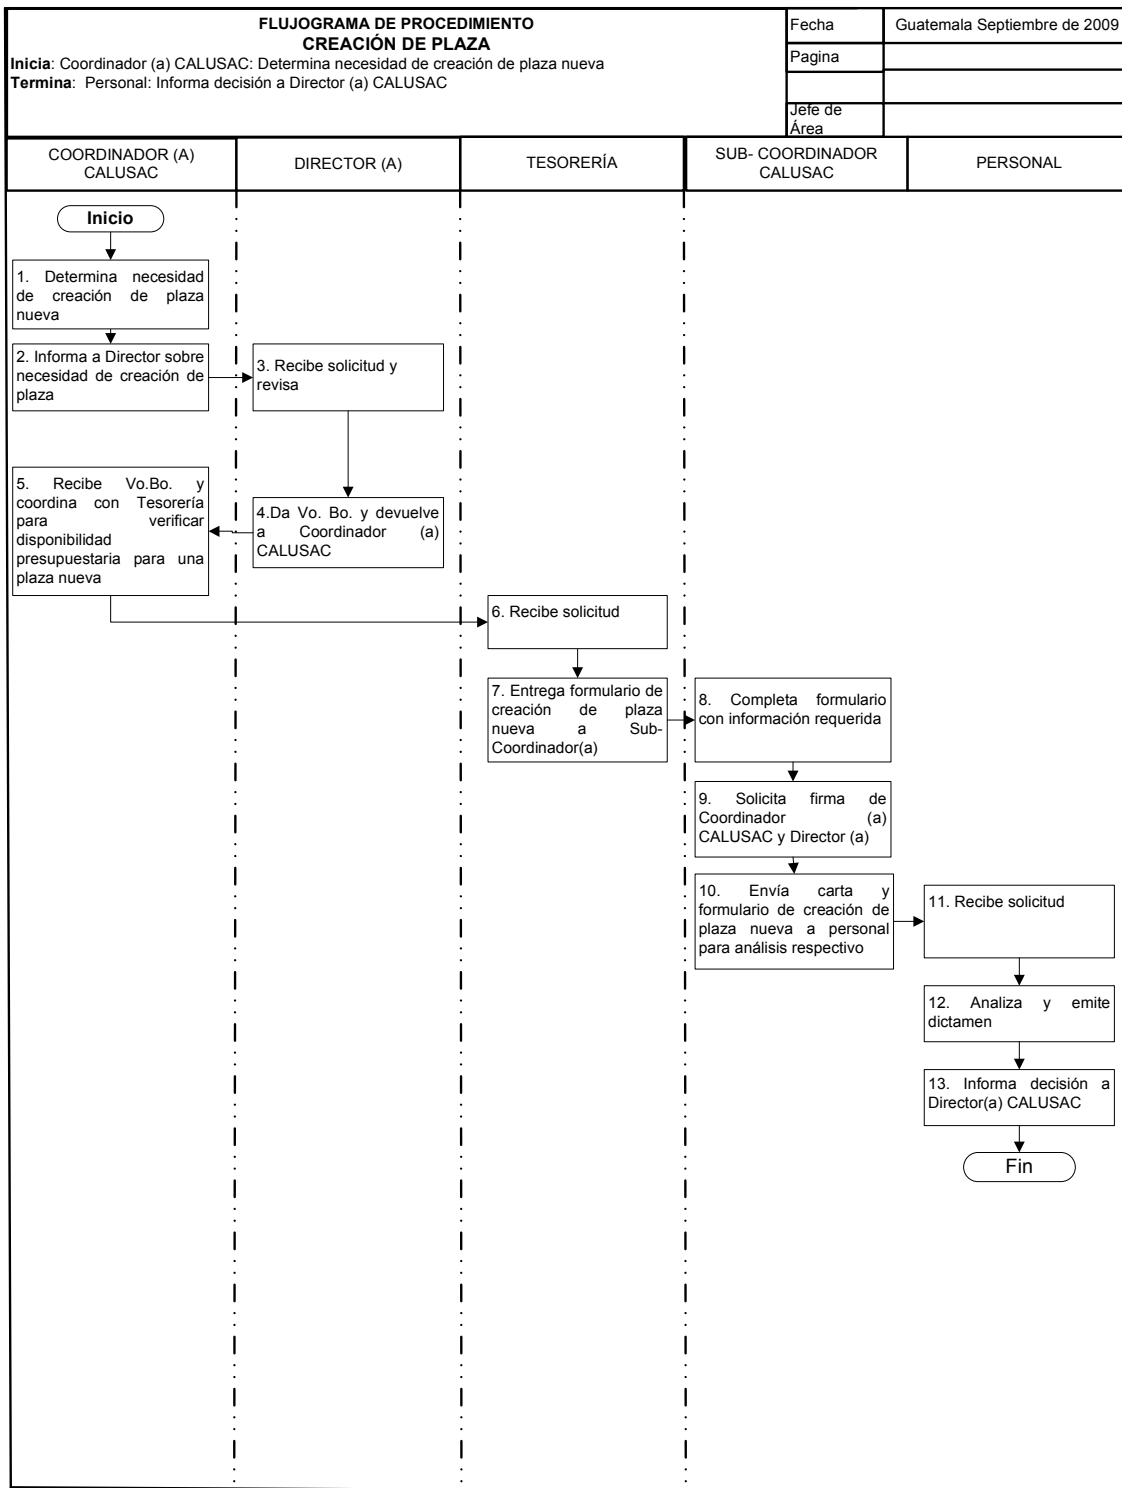 FLUJOGRAMA DE PROCEDIMIENTO
CREACIÓN DE PLAZA
Inicia: Coordinador (a) CALUSAC: Determina necesidad de creación de plaza nueva
Termina:  Personal: Informa decisión a Director (a) CALUSAC
Fecha
Guatemala Septiembre de 2009
Pagina
Jefe de
Área
COORDINADOR (A)
CALUSAC
DIRECTOR (A)
TESORERÍA
SUB- COORDINADOR
CALUSAC
PERSONAL
Inicio
1. Determina necesidad
de creación de plaza
nueva
2. Informa a Director sobre
necesidad de creación de
plaza
3. Recibe solicitud y
revisa
4.Da Vo. Bo. y devuelve
a Coordinador (a)
CALUSAC
5. Recibe Vo.Bo. y
coordina con Tesorería
para verificar
disponibilidad
presupuestaria para una
plaza nueva
6. Recibe solicitud
7. Entrega formulario de
creación de plaza
nueva a Sub-
Coordinador(a)
8. Completa formulario
con información requerida
9. Solicita firma de
Coordinador (a)
CALUSAC y Director (a)
10. Envía carta y
formulario de creación de
plaza nueva a personal
para análisis respectivo
11. Recibe solicitud
12. Analiza y emite
dictamen
13. Informa decisión a
Director(a) CALUSAC
Fin